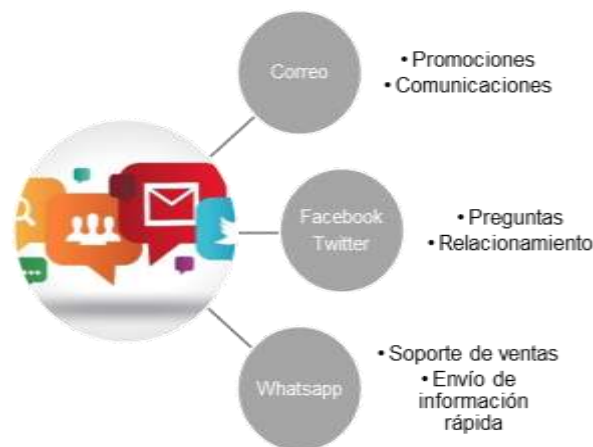 Correo
• Promociones
• Comunicaciones
Facebook
Twitter
• Preguntas
• Relacionamiento
Whatsapp
• Soporte de ventas
• Envío de
información
rápida